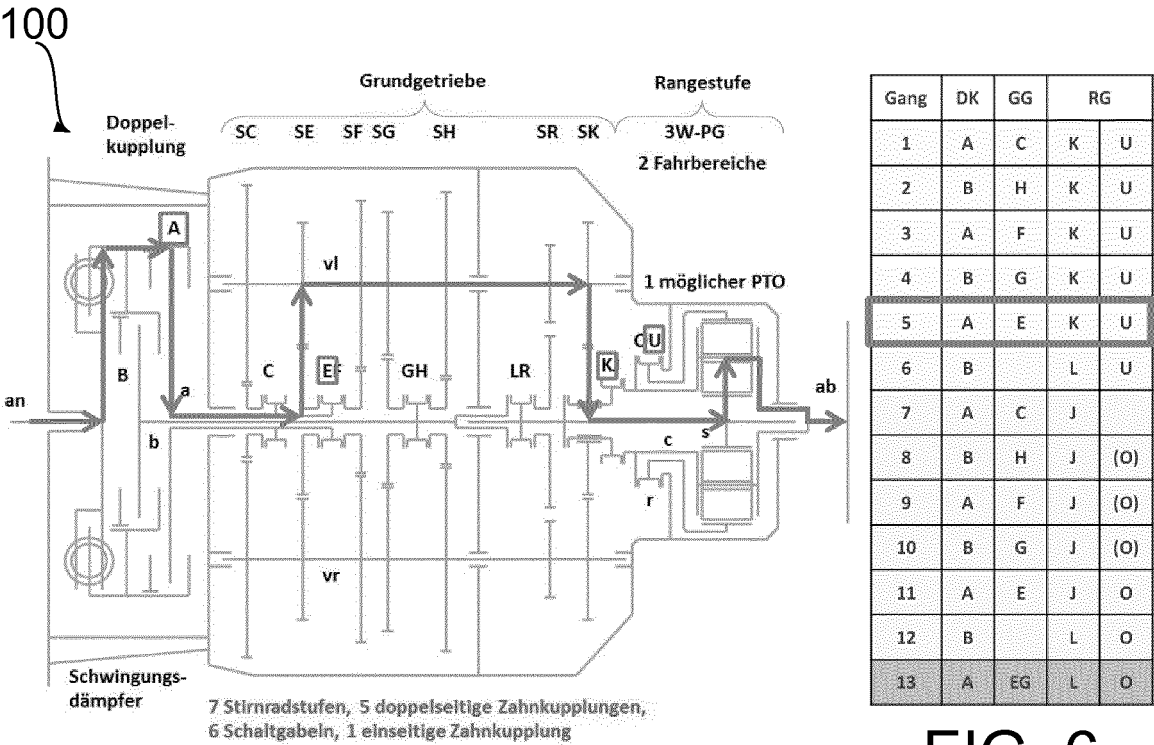 100
Grundgetriebe
Rangestufe
Doppel-
kupplung
SC SE SF SG SH SR SK
3W-PG
2 Fahrbereiche
A
vl
1 möglicher PTO
U
B
C
E
GH
LR
K
an
a
ab
b
c
s
r
vr
Schwingungs-
dämpfer
7 Stirnradstufen, 5 doppelseitige Zahnkupplungen,
6 Schaltgabeln, 1 einseitige Zahnkupplung
Gang DK GG RG
1 A C K U
2 B H K U
3 A F K U
4 B G K U
5 A E K U
6 B L U
7 A C J
8 B H J (O)
9 A F J (O)
10 B G J (O)
11 A E J O
12 B L O
13 A EG L O